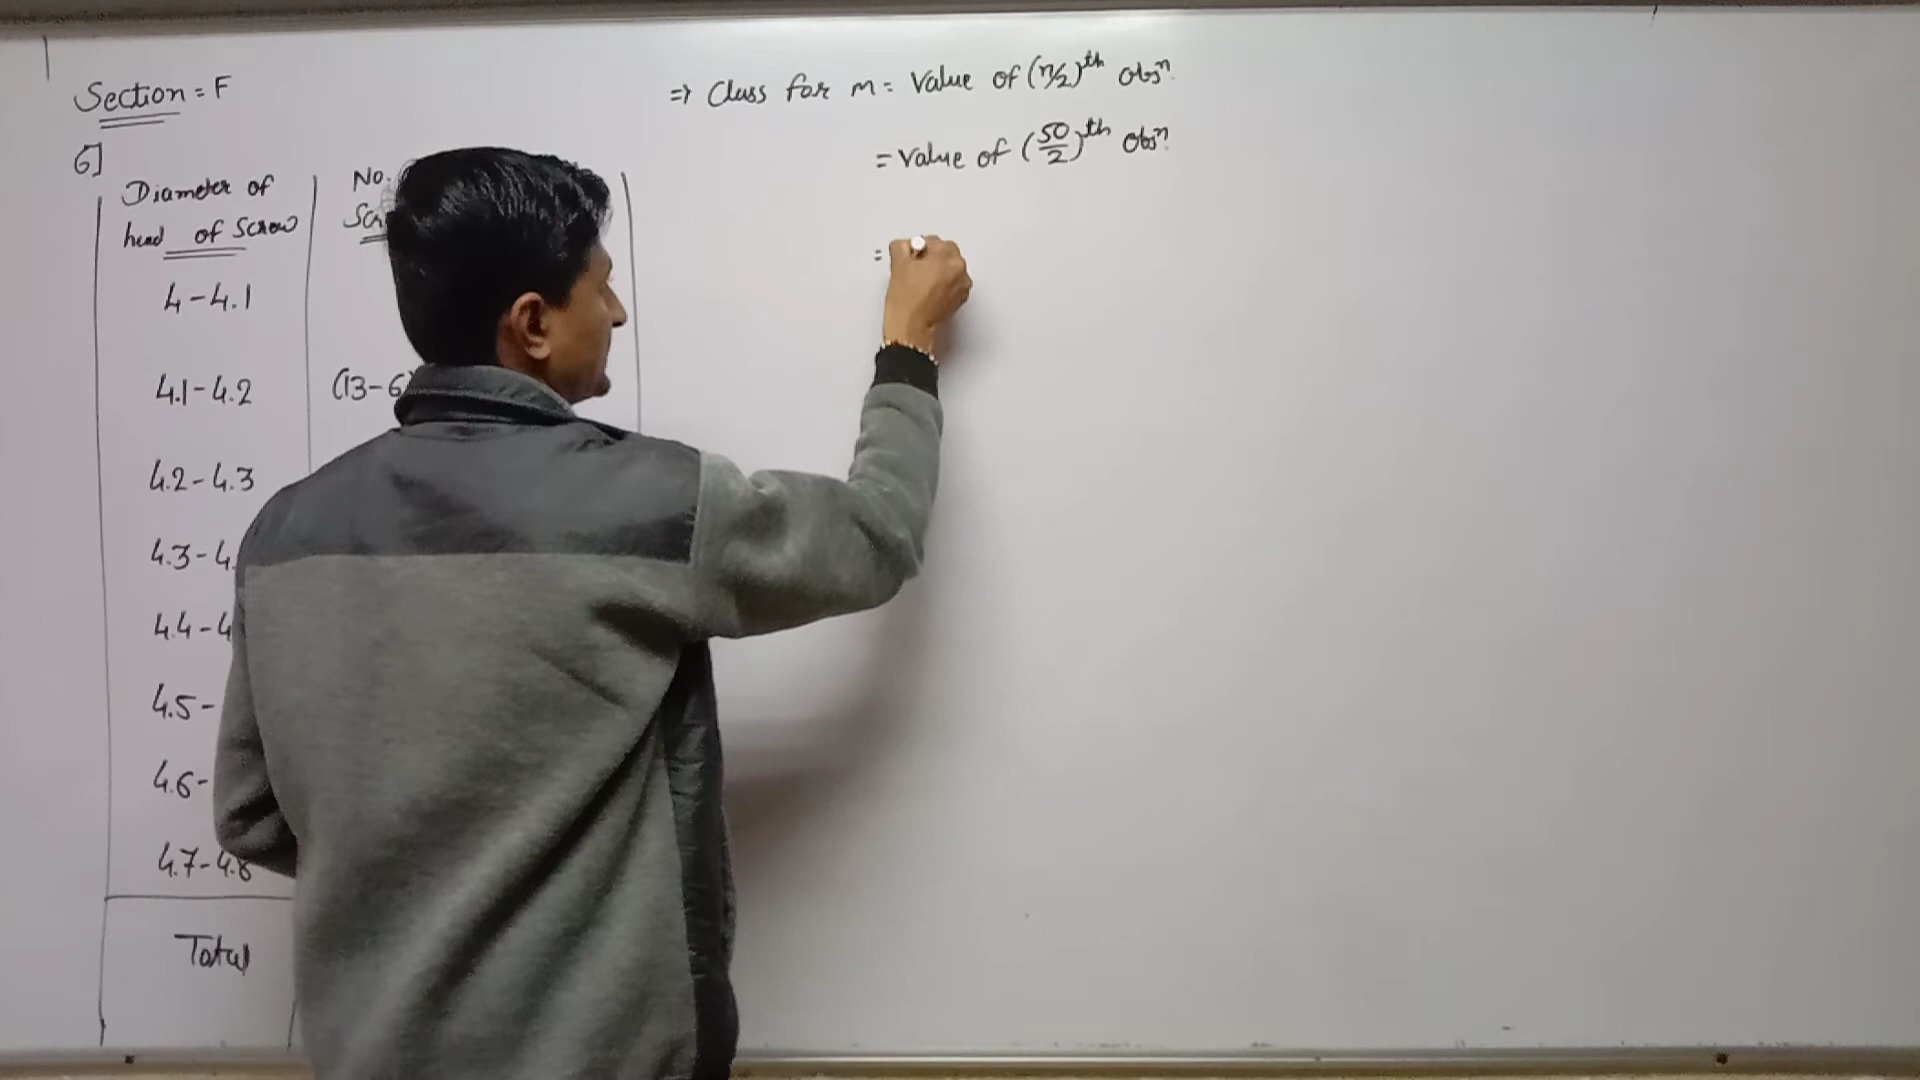 Section = F
6]
Diameter of
head of Screw
No.
4 - 4.1
4.1 - 4.2
(13 - 6)
4.2 - 4.3
4.3 - 4.
4.4 - 4
4.5 -
4.6 -
4.7 - 4.8
Total
⇒ Class for m = Value of (n/2)th obsn.
= Value of (50/2)th obsn.
=